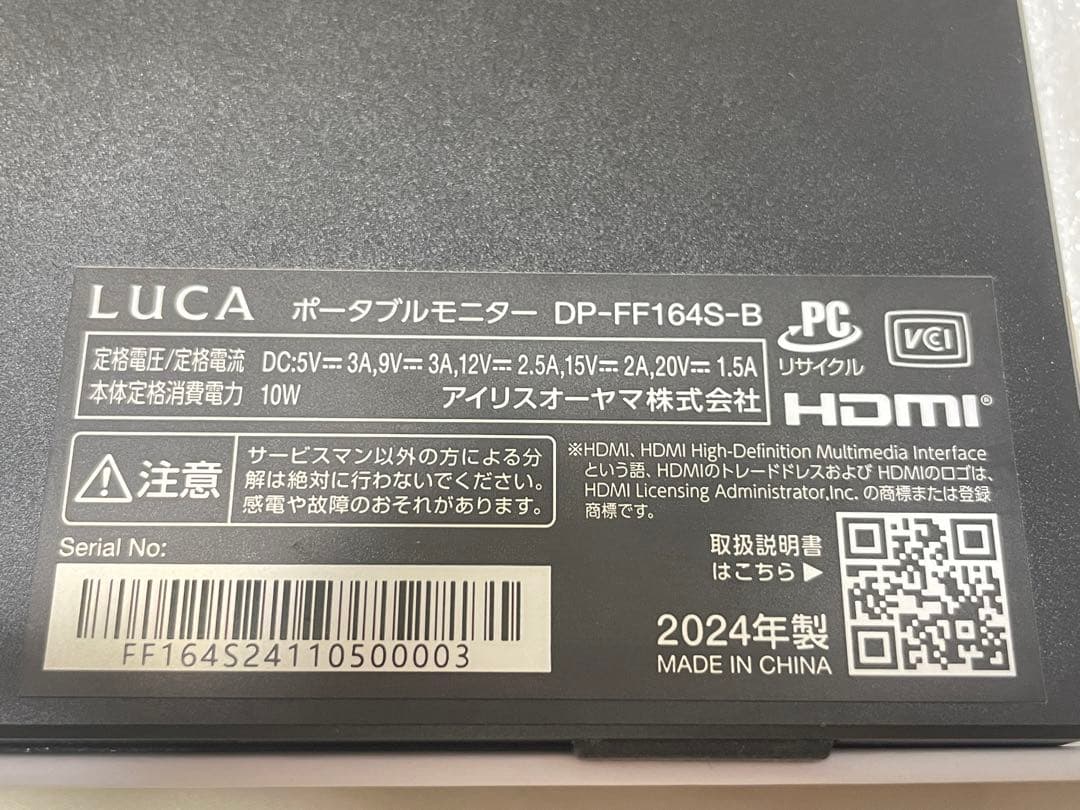 LUCA ポータブルモニター DP-FF164S-B
PC
リサイクル
VCCI
定格電圧/定格電流 DC:5V⎓3A,9V⎓3A,12V⎓2.5A,15V⎓2A,20V⎓1.5A
本体定格消費電力 10W アイリスオーヤマ株式会社
HDMI®
注意
サービスマン以外の方による分
解は絶対に行わないでください。
感電や故障のおそれがあります。
※HDMI、HDMI High-Definition Multimedia Interface
という語、HDMIのトレードドレスおよび HDMIのロゴは、
HDMI Licensing Administrator,Inc. の商標または登録
商標です。
Serial No:
FF164S24110500003
取扱説明書
はこちら ▶
2024年製
MADE IN CHINA